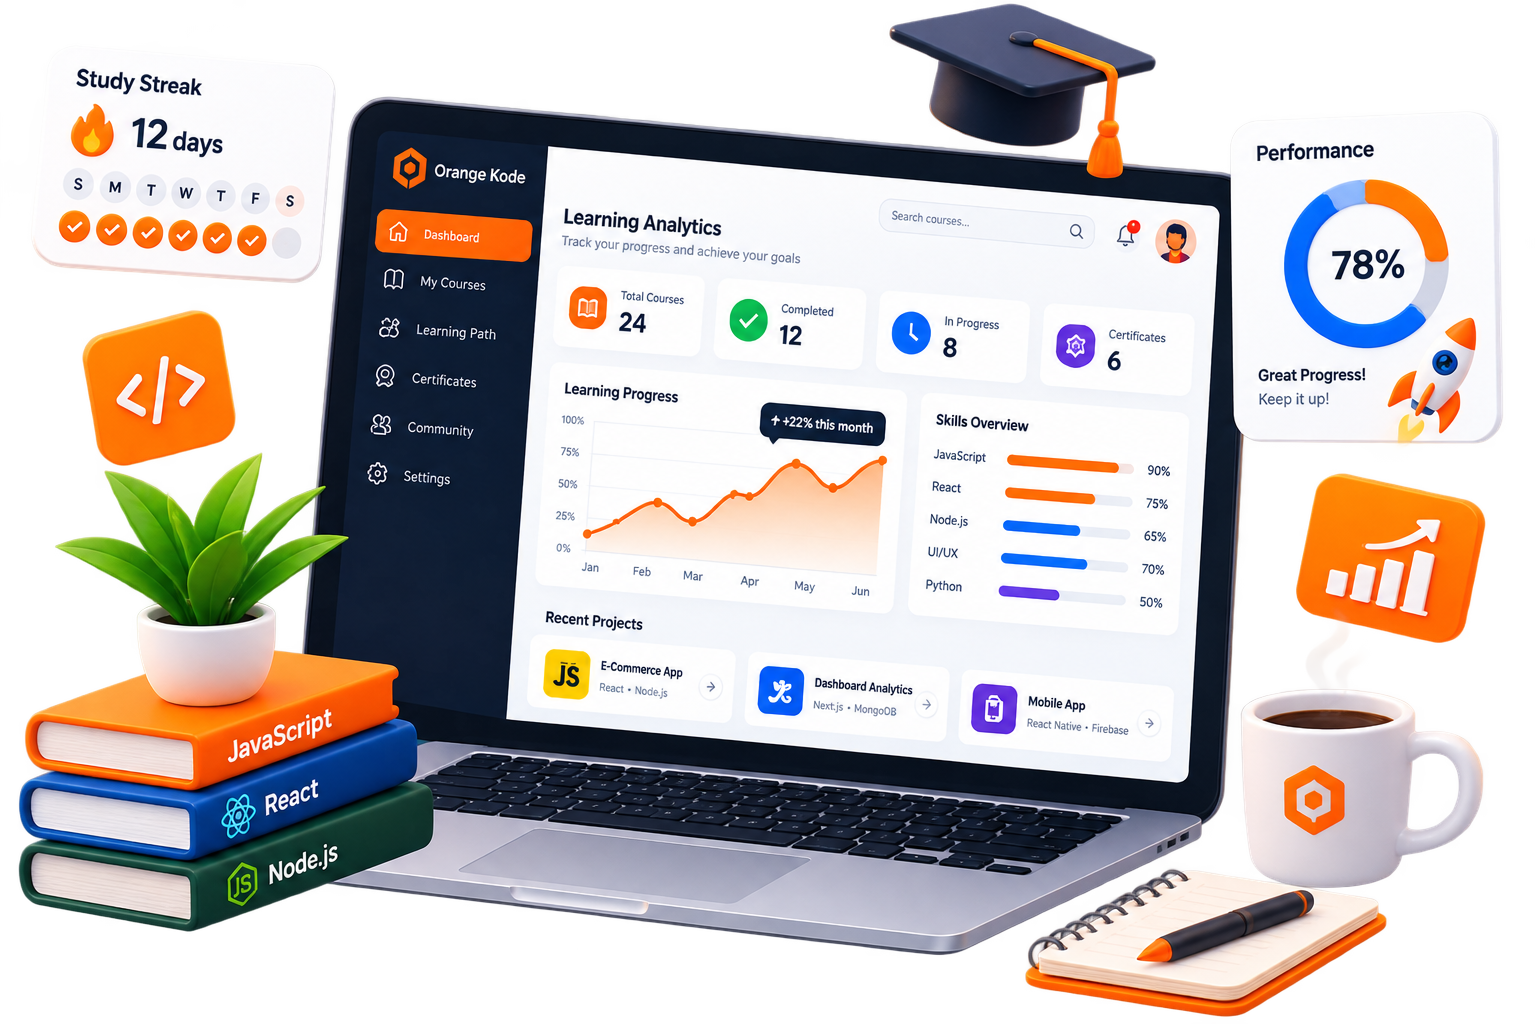 Study Streak
12 days
S M T W T F S
</>
Orange Kode
Dashboard
My Courses
Learning Path
Certificates
Community
Settings
Learning Analytics
Track your progress and achieve your goals
Search courses...
Total Courses
24
Completed
12
In Progress
8
Certificates
6
Learning Progress
+22% this month
100%
75%
50%
25%
0%
Jan Feb Mar Apr May Jun
Skills Overview
JavaScript 90%
React 75%
Node.js 65%
UI/UX 70%
Python 50%
Recent Projects
JS
E-Commerce App
React • Node.js
Dashboard Analytics
Next.js • MongoDB
Mobile App
React Native • Firebase
Performance
78%
Great Progress!
Keep it up!
JavaScript
React
JS Node.js